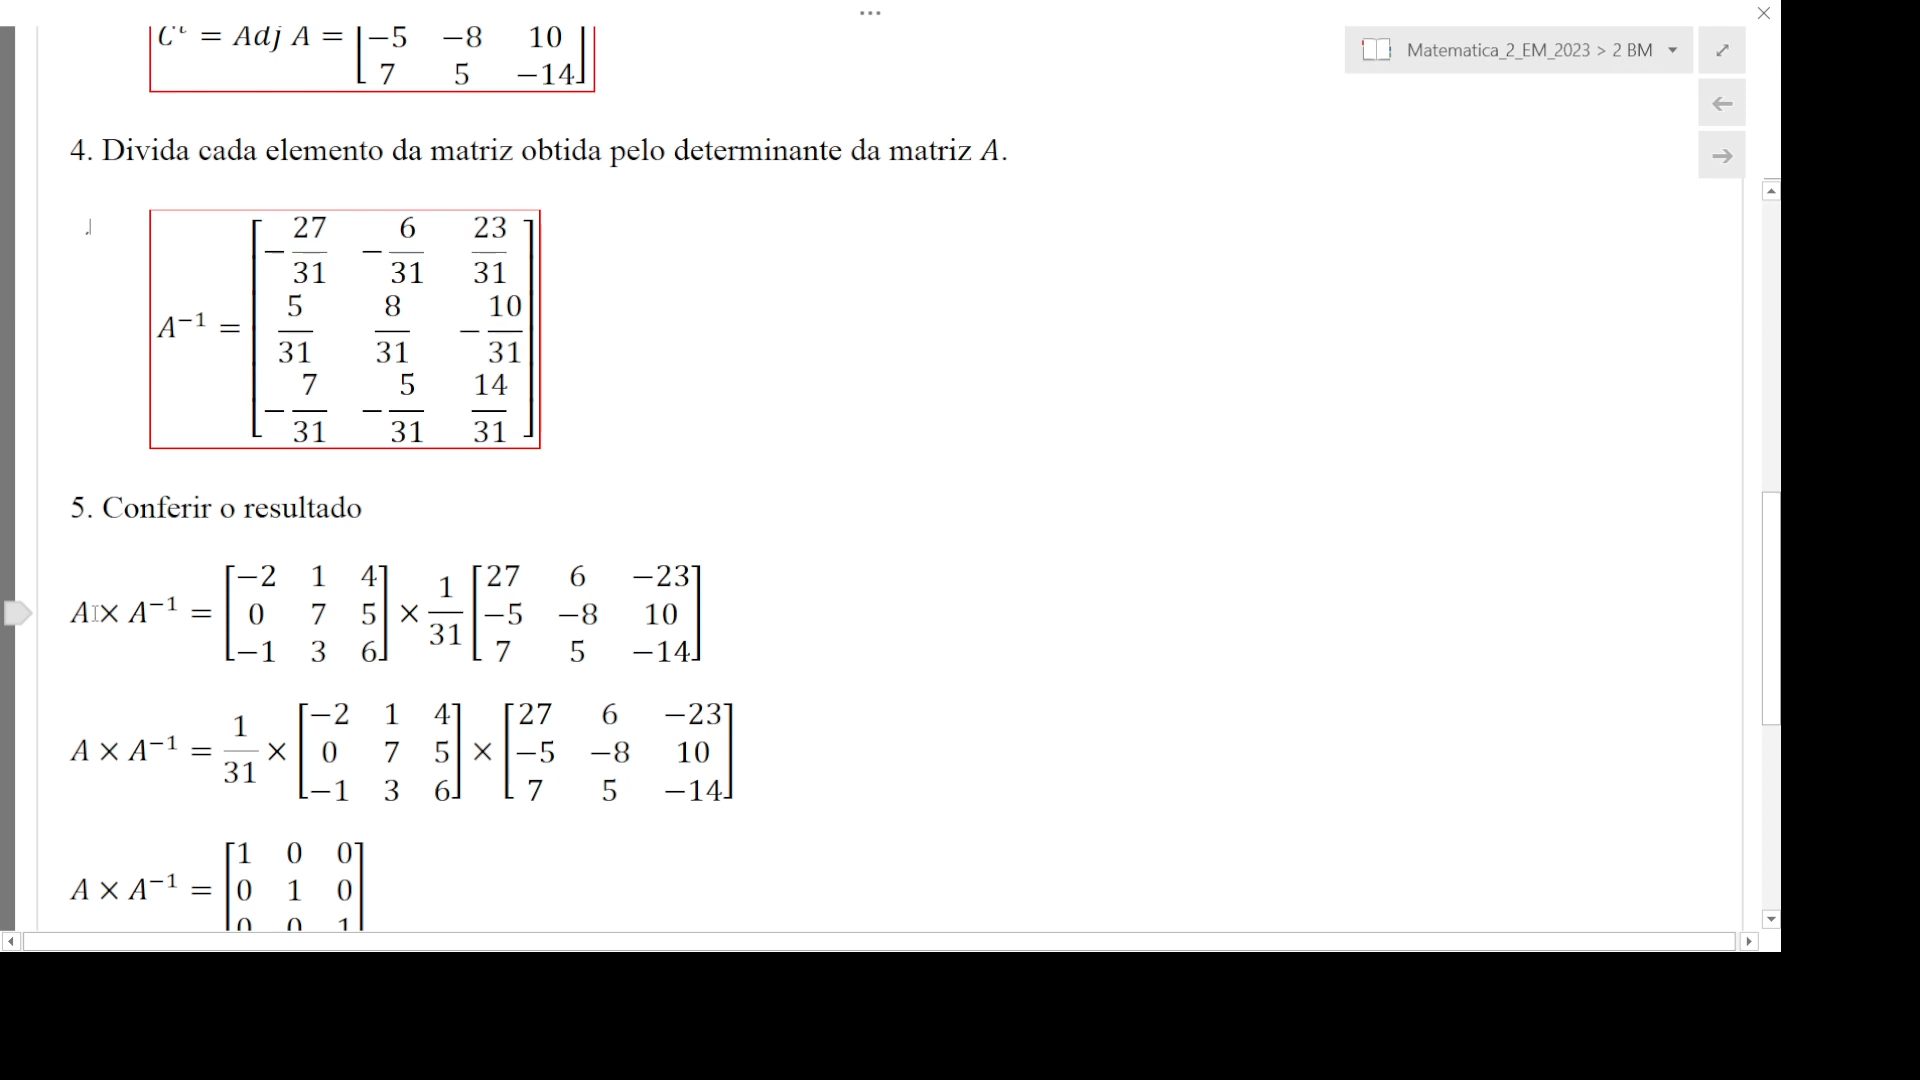 Matematica_2_EM_2023 > 2 BM
Cᵗ = Adj A = [−5 −8 10
7 5 −14]
4. Divida cada elemento da matriz obtida pelo determinante da matriz A.
A⁻¹ = [−27/31 −6/31 23/31
5/31 8/31 −10/31
−7/31 −5/31 14/31]
5. Conferir o resultado
A × A⁻¹ = [−2 1 4; 0 7 5; −1 3 6] × 1/31 [27 6 −23; −5 −8 10; 7 5 −14]
A × A⁻¹ = 1/31 × [−2 1 4; 0 7 5; −1 3 6] × [27 6 −23; −5 −8 10; 7 5 −14]
A × A⁻¹ = [1 0 0
0 1 0
0 0 1]